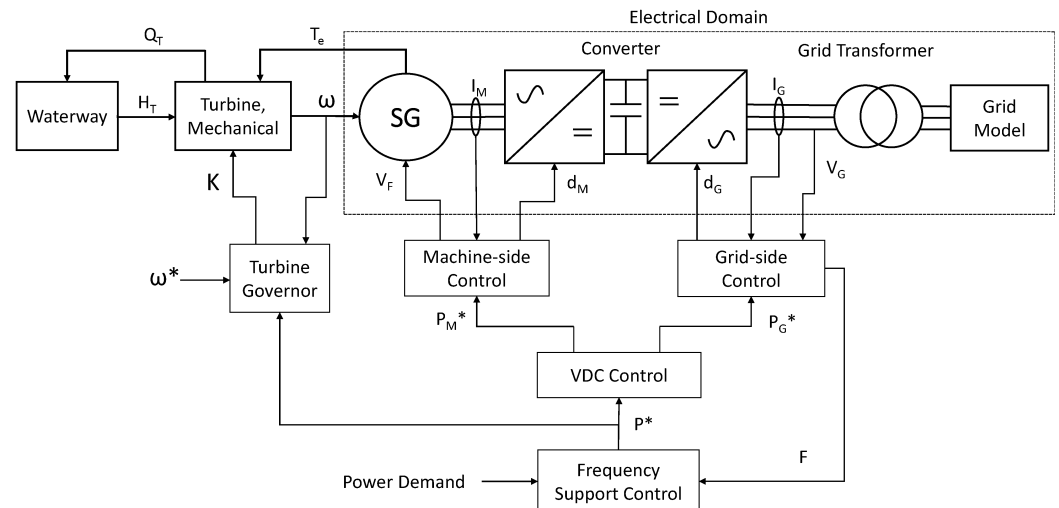 Electrical Domain
Q_T
T_e
Converter
Grid Transformer
Waterway
H_T
Turbine,
Mechanical
ω
SG
I_M
I_G
Grid
Model
K
V_F
d_M
d_G
V_G
ω*
Turbine
Governor
Machine-side
Control
Grid-side
Control
P_M*
P_G*
VDC Control
P*
F
Power Demand
Frequency
Support Control